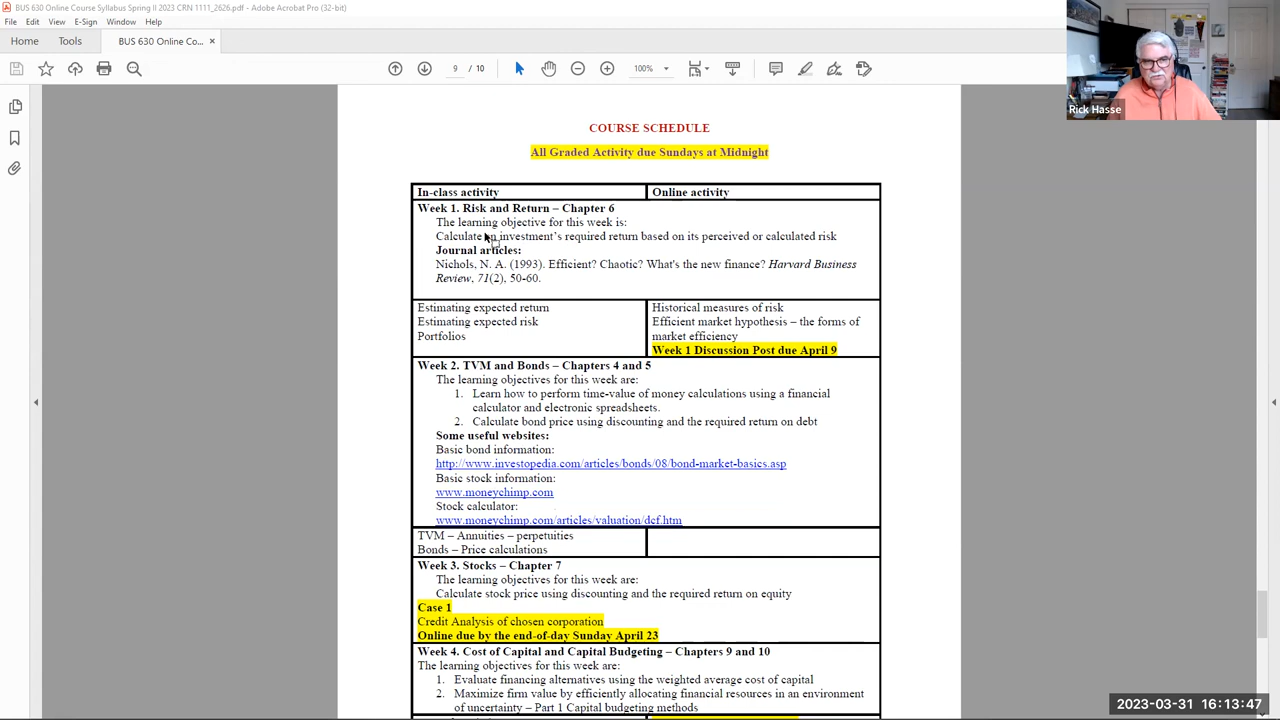 BUS 630 Online Course Syllabus Spring II 2023 CRN 1111_2626.pdf - Adobe Acrobat Pro (32-bit)
File Edit View E-Sign Window Help
Home Tools BUS 630 Online Co... ×
9 / 10 100%
Rick Hasse
COURSE SCHEDULE
All Graded Activity due Sundays at Midnight
In-class activity Online activity
Week 1. Risk and Return – Chapter 6
The learning objective for this week is:
Calculate an investment's required return based on its perceived or calculated risk
Journal articles:
Nichols, N. A. (1993). Efficient? Chaotic? What's the new finance? Harvard Business
Review, 71(2), 50-60.
Estimating expected return
Estimating expected risk
Portfolios
Historical measures of risk
Efficient market hypothesis – the forms of
market efficiency
Week 1 Discussion Post due April 9
Week 2. TVM and Bonds – Chapters 4 and 5
The learning objectives for this week are:
1. Learn how to perform time-value of money calculations using a financial
calculator and electronic spreadsheets.
2. Calculate bond price using discounting and the required return on debt
Some useful websites:
Basic bond information:
http://www.investopedia.com/articles/bonds/08/bond-market-basics.asp
Basic stock information:
www.moneychimp.com
Stock calculator:
www.moneychimp.com/articles/valuation/dcf.htm
TVM – Annuities – perpetuities
Bonds – Price calculations
Week 3. Stocks – Chapter 7
The learning objectives for this week are:
Calculate stock price using discounting and the required return on equity
Case 1
Credit Analysis of chosen corporation
Online due by the end-of-day Sunday April 23
Week 4. Cost of Capital and Capital Budgeting – Chapters 9 and 10
The learning objectives for this week are:
1. Evaluate financing alternatives using the weighted average cost of capital
2. Maximize firm value by efficiently allocating financial resources in an environment
of uncertainty – Part 1 Capital budgeting methods
2023-03-31 16:13:47